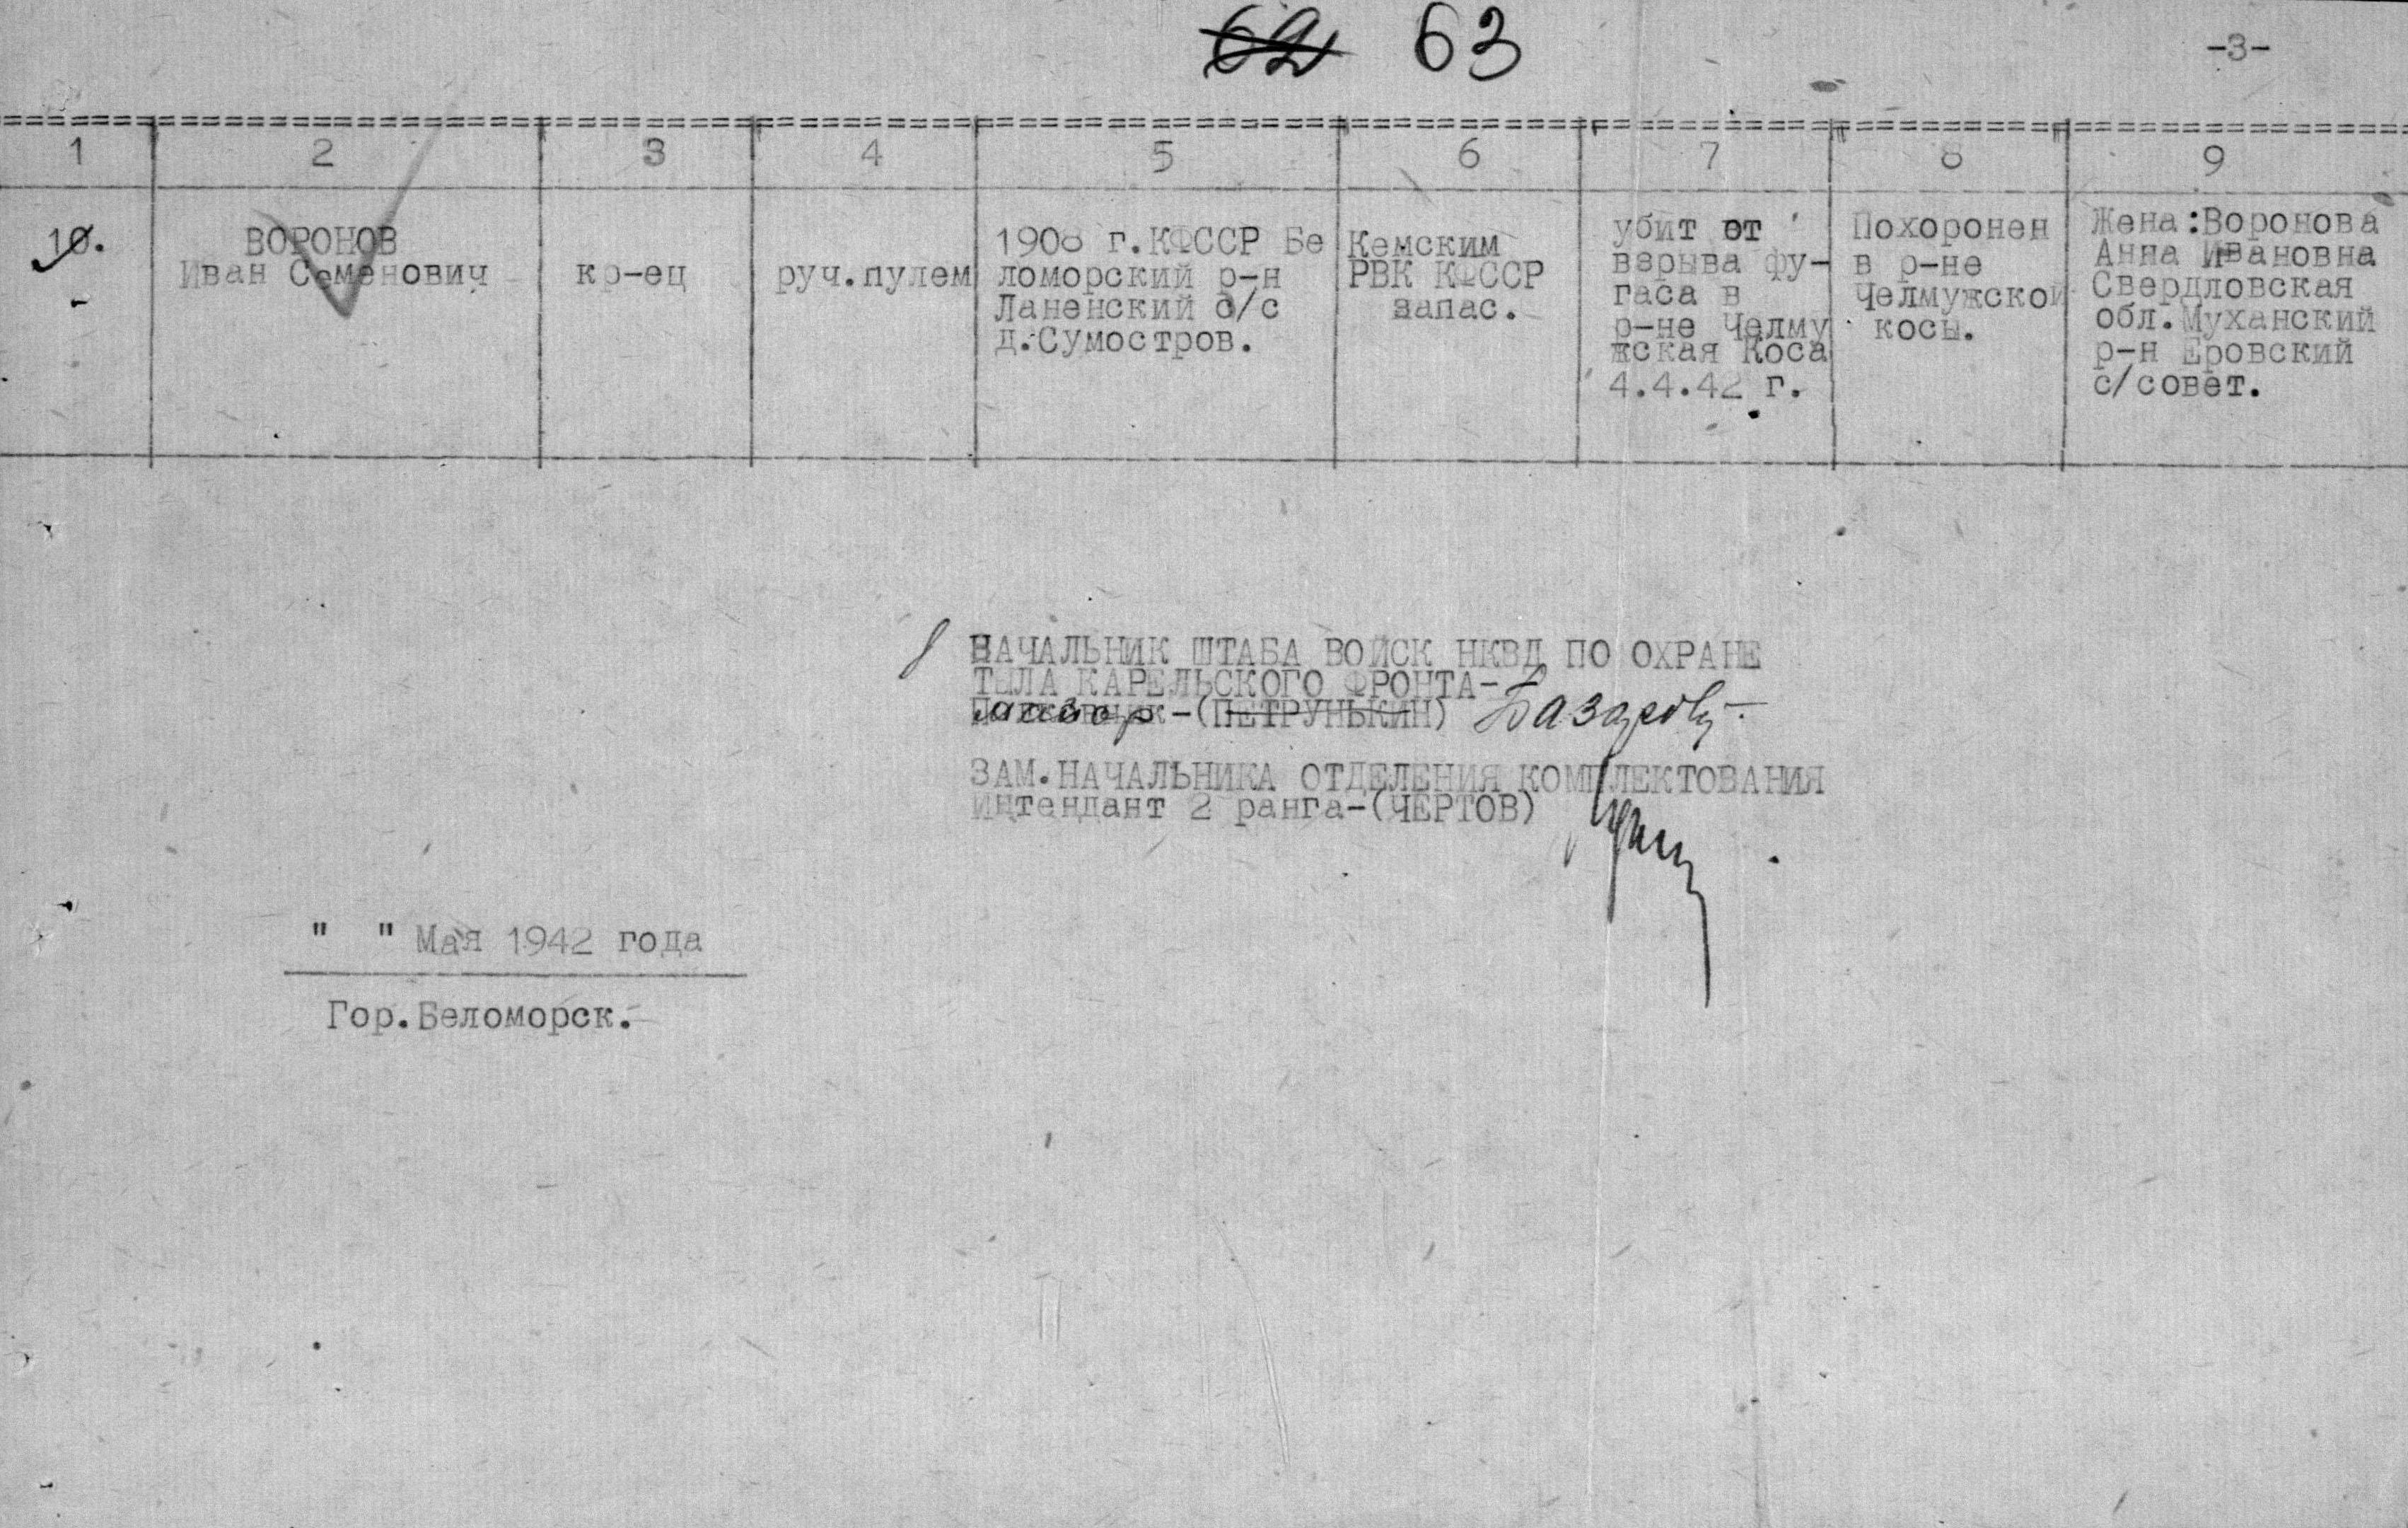 62 63
-3-
1 2 3 4 5 6 7 8 9
10.
ВОРОНОВ
Иван Семенович
кр-ец
руч.пулем
1908 г.КФССР Бе
ломорский р-н
Ланенский с/с
д.Сумостров.
Кемским
РВК КФССР
запас.
убит от
взрыва фу-
гаса в
р-не Челму
жская Коса
4.4.42 г.
Похоронен
в р-не
Челмужской
косы.
Жена:Воронова
Анна Ивановна
Свердловская
обл.Муханский
р-н Еровский
с/совет.
НАЧАЛЬНИК ШТАБА ВОЙСК НКВД ПО ОХРАНЕ
ТЫЛА КАРЕЛЬСКОГО ФРОНТА-
майор -(ПЕТРУНЬКИН) Базаров
ЗАМ.НАЧАЛЬНИКА ОТДЕЛЕНИЯ КОМПЛЕКТОВАНИЯ
Интендант 2 ранга-(ЧЕРТОВ)
" " Мая 1942 года
Гор.Беломорск.